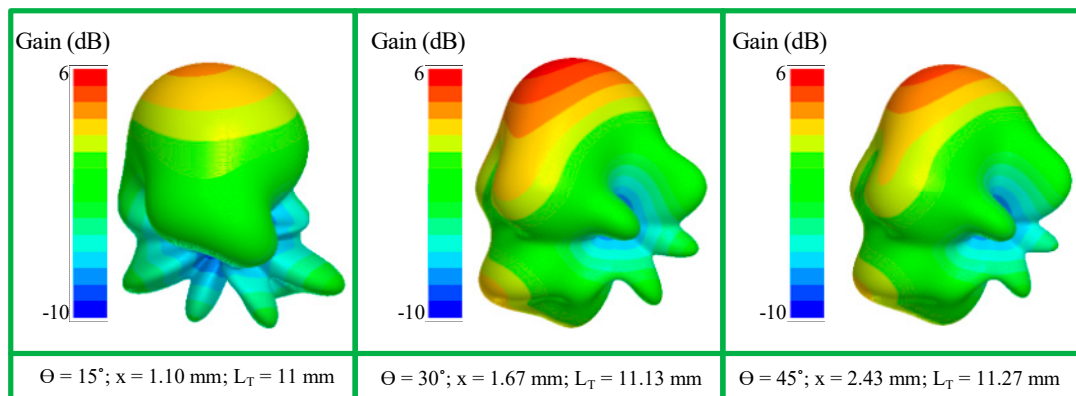 Gain (dB)
6
-10
Gain (dB)
6
-10
Gain (dB)
6
-10
ϴ = 15˚; x = 1.10 mm; L_T = 11 mm
ϴ = 30˚; x = 1.67 mm; L_T = 11.13 mm
ϴ = 45˚; x = 2.43 mm; L_T = 11.27 mm